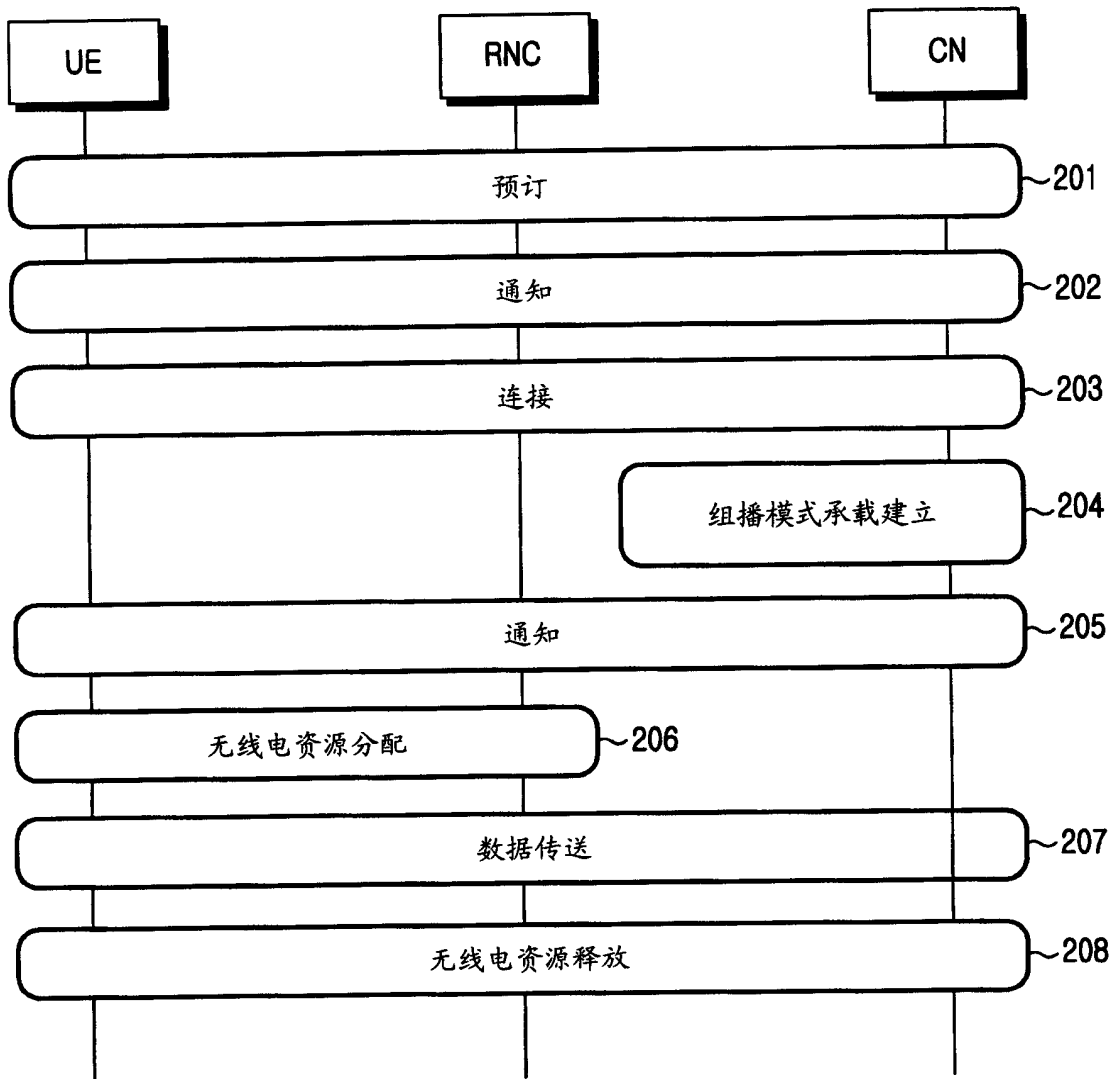 UE
RNC
CN
预订
201
通知
202
连接
203
组播模式承载建立
204
通知
205
无线电资源分配
206
数据传送
207
无线电资源释放
208